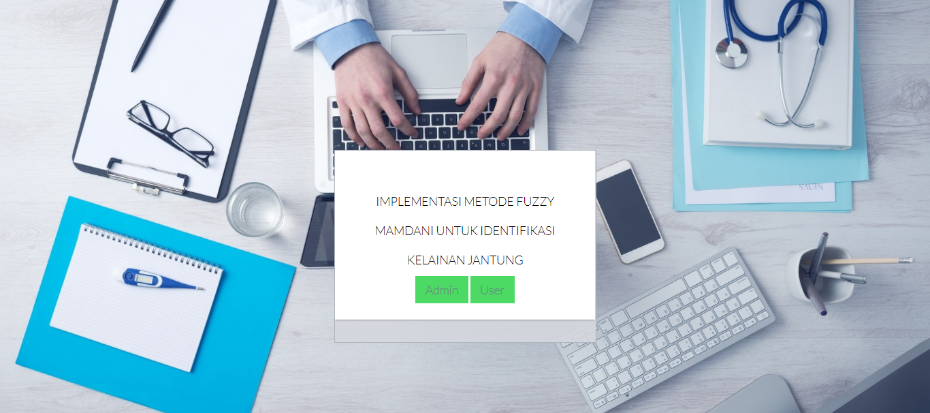 IMPLEMENTASI METODE FUZZY
MAMDANI UNTUK IDENTIFIKASI
KELAINAN JANTUNG
Admin User